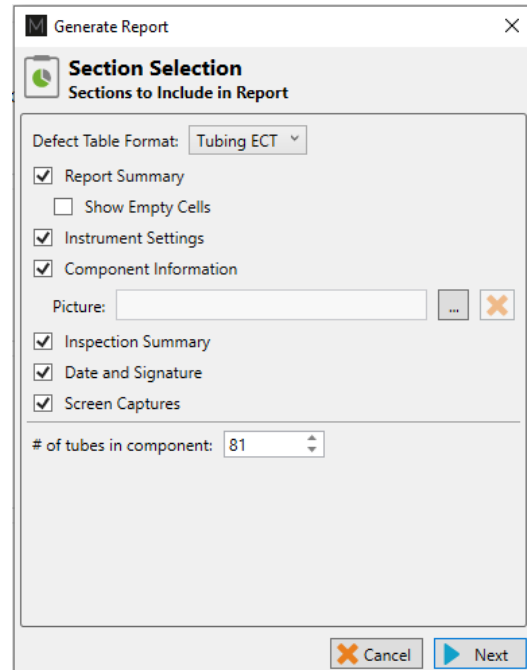 M Generate Report
Section Selection
Sections to Include in Report
Defect Table Format: Tubing ECT
Report Summary
Show Empty Cells
Instrument Settings
Component Information
Picture: ...
Inspection Summary
Date and Signature
Screen Captures
# of tubes in component: 81
Cancel Next